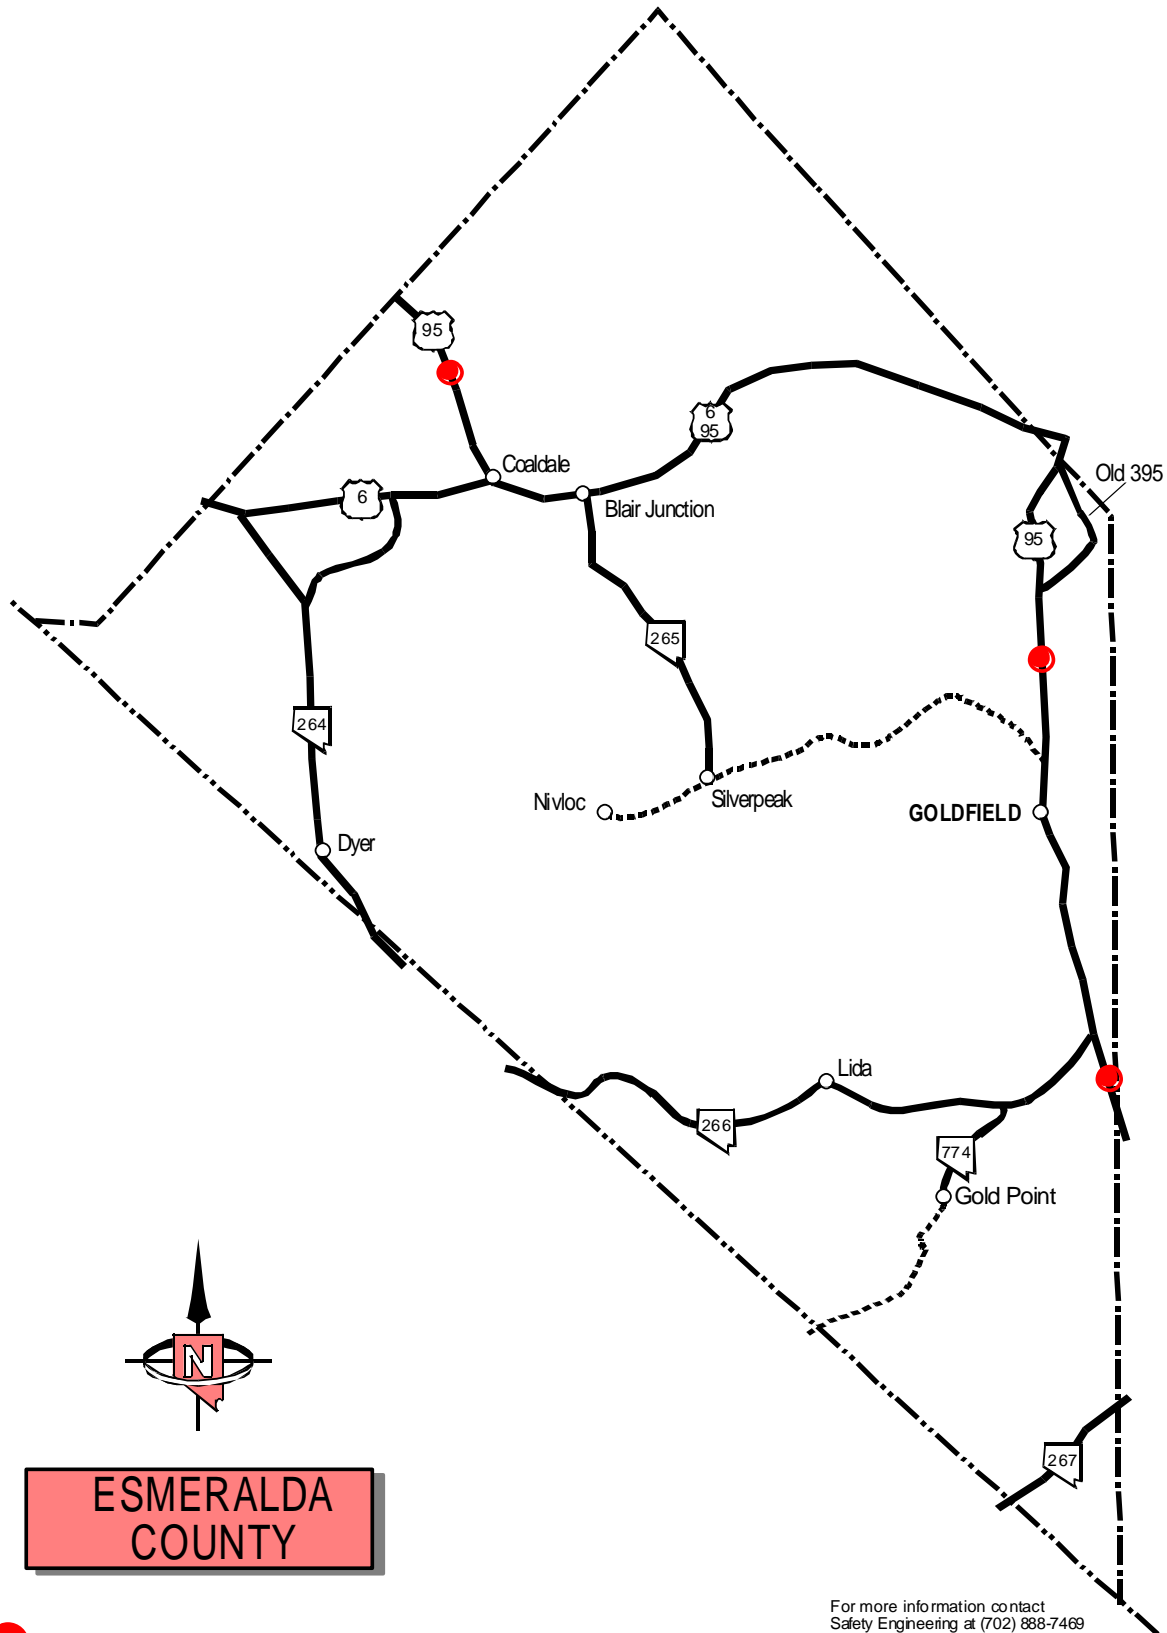 95
6
95
Coaldale
Old 395
6
Blair Junction
95
265
264
Nivloc
Silverpeak
GOLDFIELD
Dyer
Lida
266
774
Gold Point
N
267
ESMERALDA
COUNTY
For more information contact
Safety Engineering at (702) 888-7469